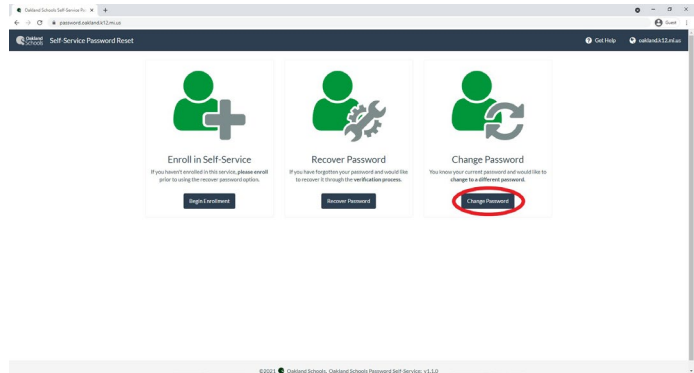 Oakland Schools Self-Service Pa
password.oakland.k12.mi.us
Guest
Oakland Schools
Self-Service Password Reset
Get Help
oakland.k12.mi.us
Enroll in Self-Service
If you haven't enrolled in this service, please enroll
prior to using the recover password option.
Begin Enrollment
Recover Password
If you have forgotten your password and would like
to recover it through the verification process.
Recover Password
Change Password
You know your current password and would like to
change to a different password.
Change Password
©2021 Oakland Schools. Oakland Schools Password Self-Service: v1.1.0